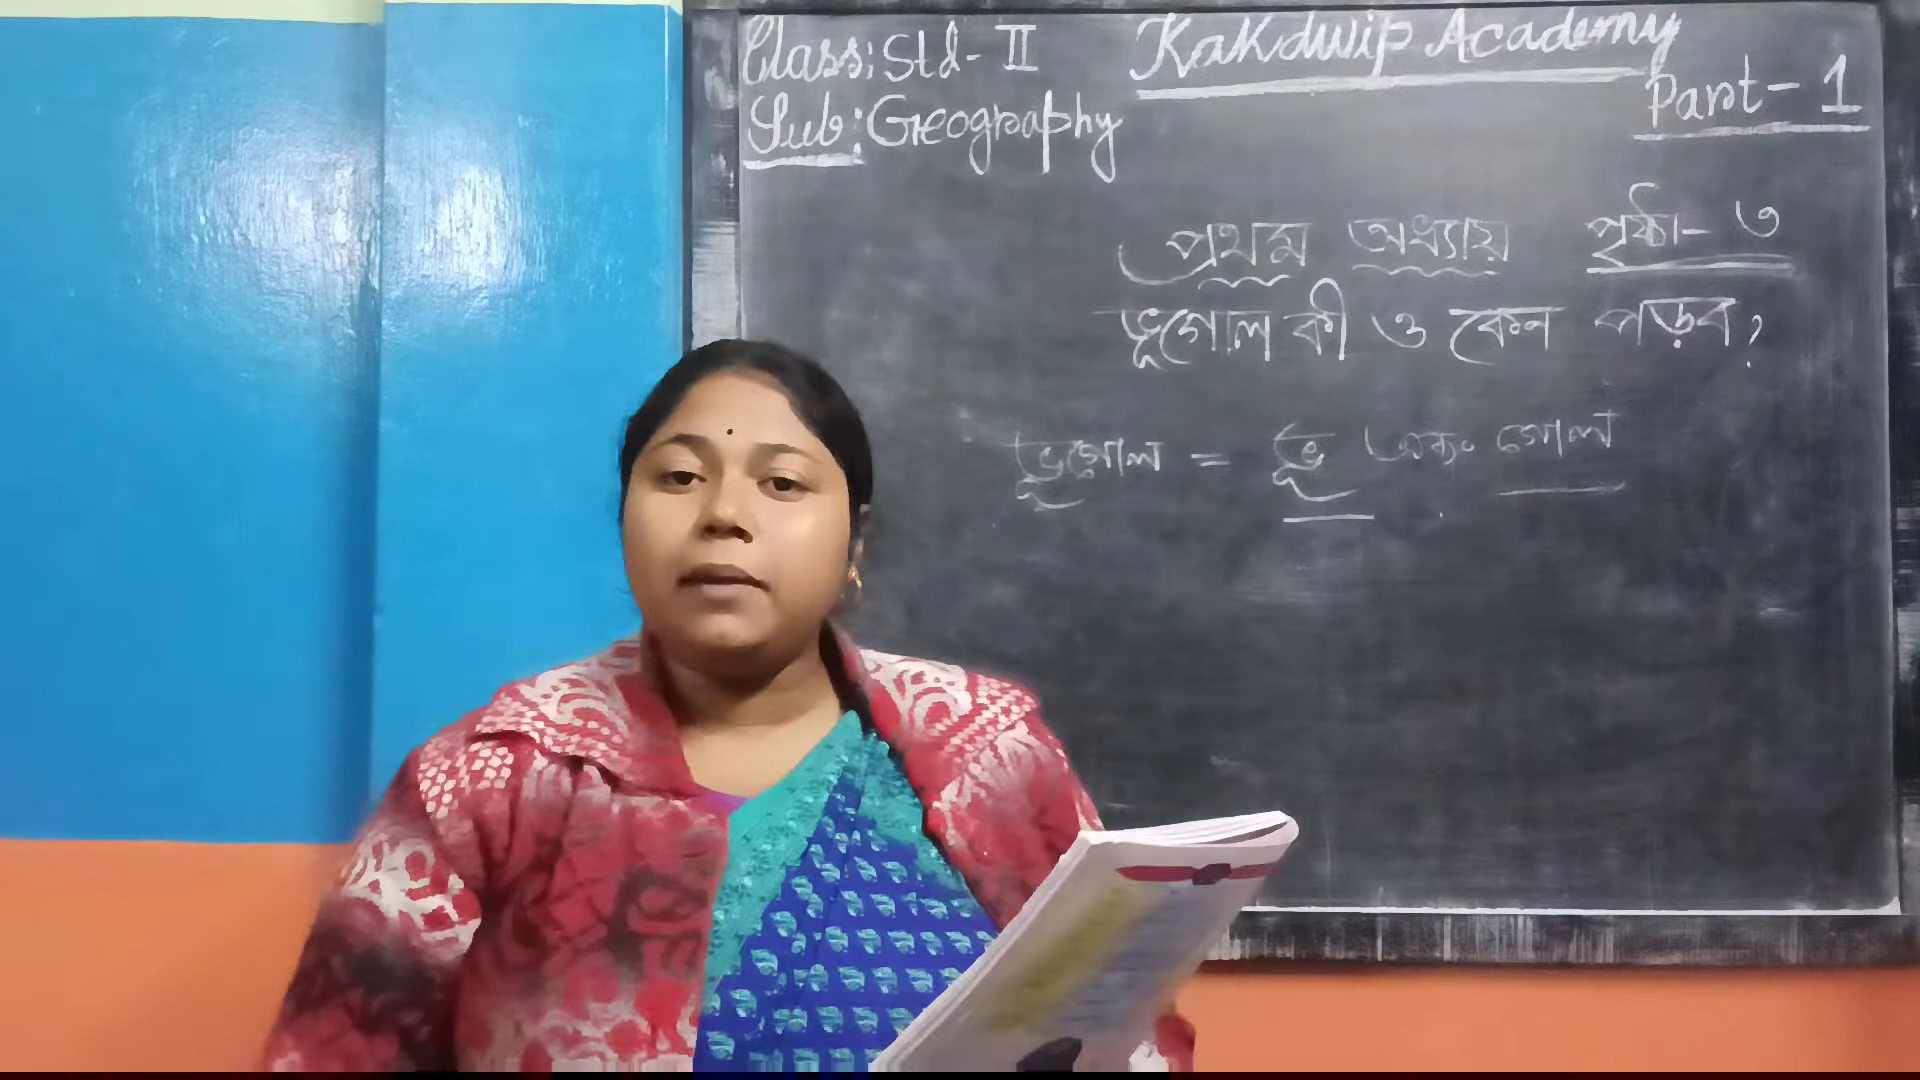 Class: Std- II
Kakdwip Academy
Sub: Geography
Part- 1
প্রথম অধ্যায় পৃষ্ঠা- ৩
ভূগোল কী ও কেন পড়ব?
ভূগোল = ভূ এবং গোল